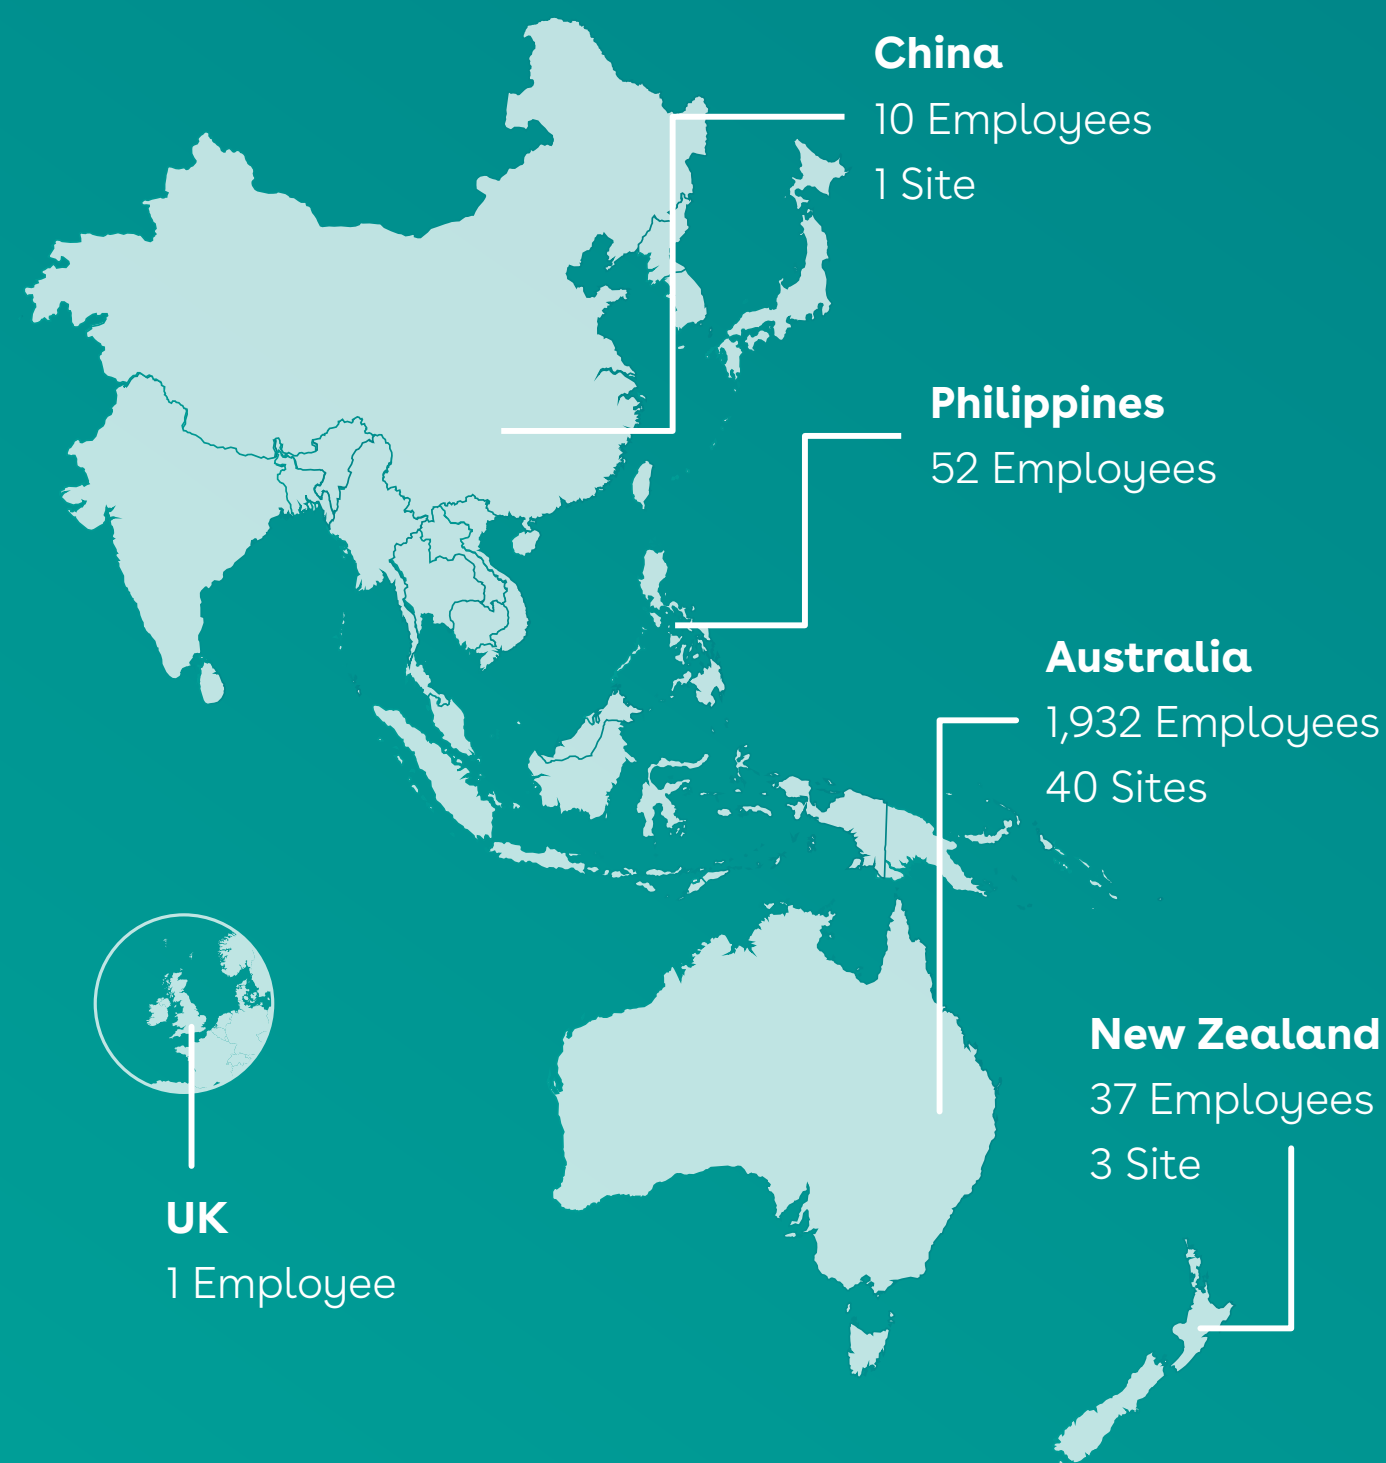 China
10 Employees
1 Site
Philippines
52 Employees
Australia
1,932 Employees
40 Sites
New Zealand
37 Employees
3 Site
UK
1 Employee